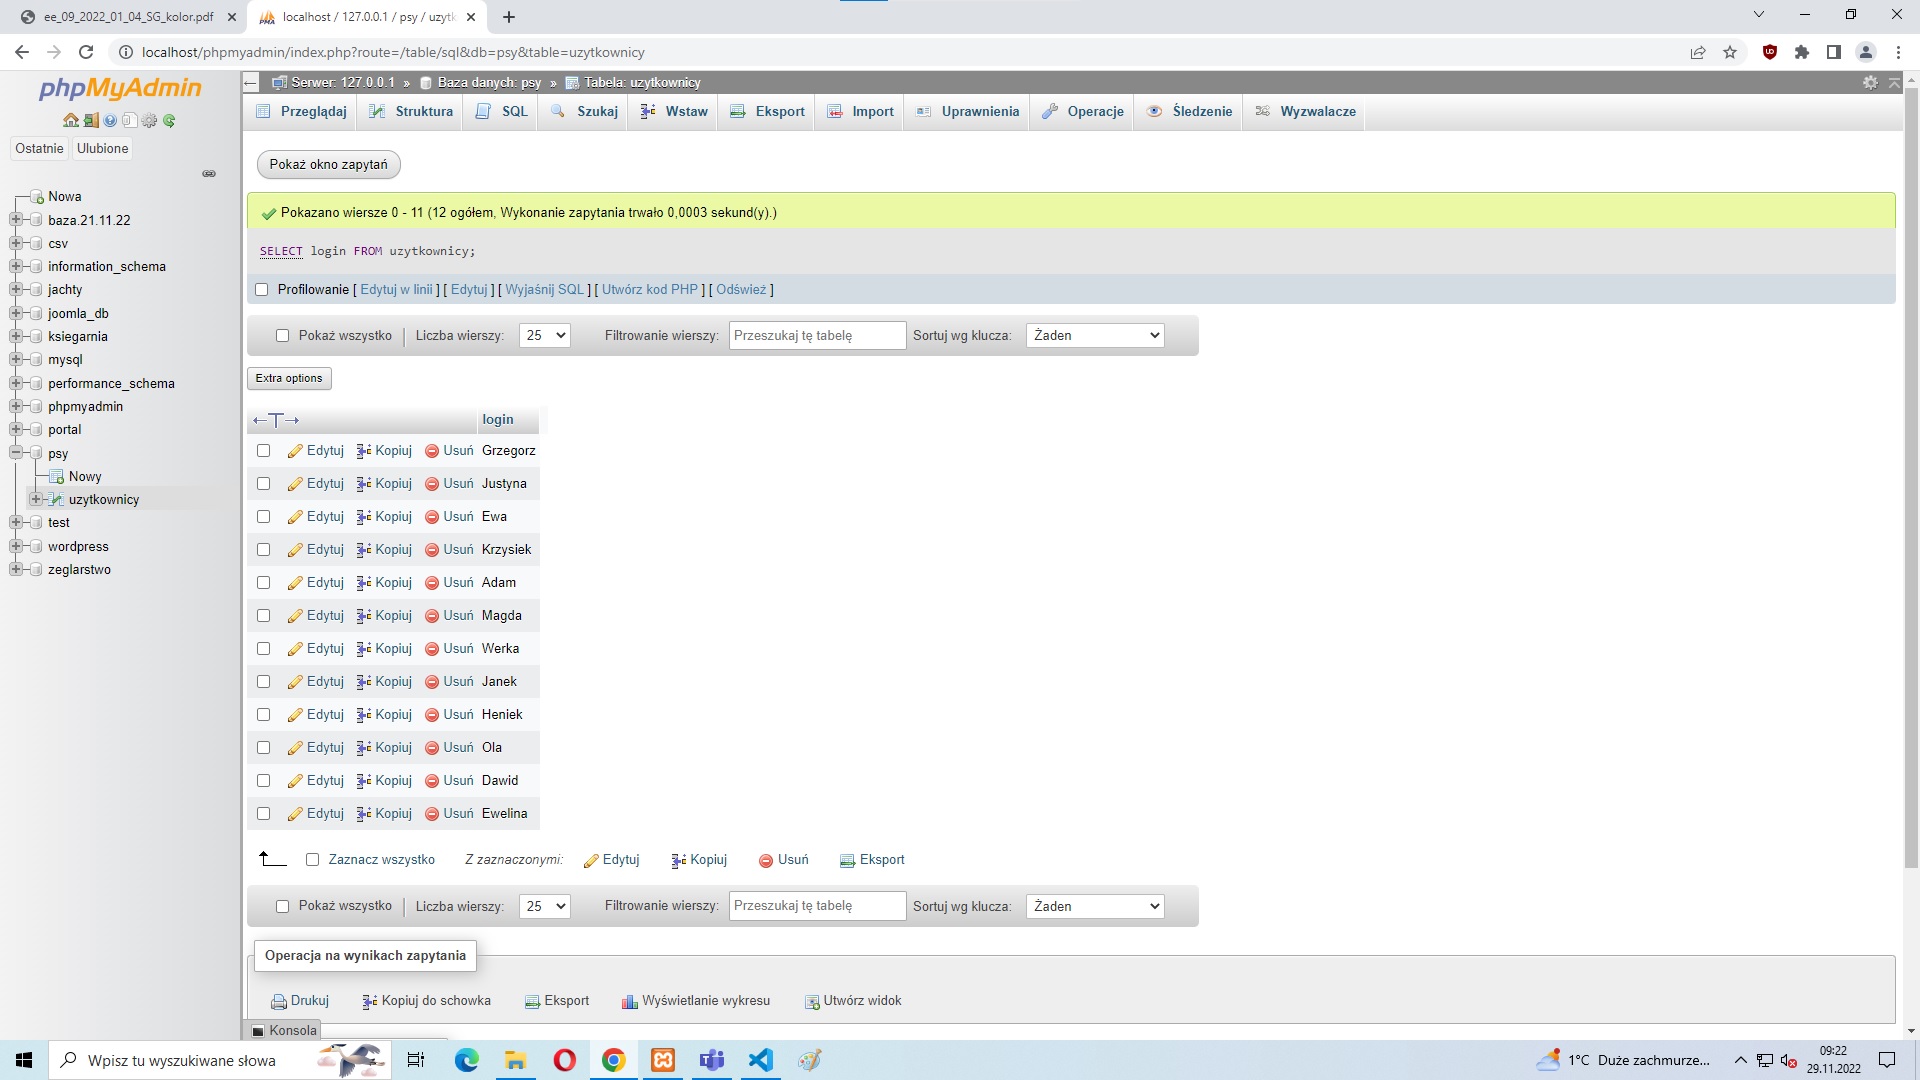 ee_09_2022_01_04_SG_kolor.pdf
localhost / 127.0.0.1 / psy / uzytk
localhost/phpmyadmin/index.php?route=/table/sql&db=psy&table=uzytkownicy
phpMyAdmin
Ostatnie Ulubione
Nowa
baza.21.11.22
csv
information_schema
jachty
joomla_db
ksiegarnia
mysql
performance_schema
phpmyadmin
portal
psy
Nowy
uzytkownicy
test
wordpress
zeglarstwo
Serwer: 127.0.0.1 » Baza danych: psy » Tabela: uzytkownicy
Przeglądaj Struktura SQL Szukaj Wstaw Eksport Import Uprawnienia Operacje Śledzenie Wyzwalacze
Pokaż okno zapytań
Pokazano wiersze 0 - 11 (12 ogółem, Wykonanie zapytania trwało 0,0003 sekund(y).)
SELECT login FROM uzytkownicy;
Profilowanie [ Edytuj w linii ] [ Edytuj ] [ Wyjaśnij SQL ] [ Utwórz kod PHP ] [ Odśwież ]
Pokaż wszystko Liczba wierszy: 25 Filtrowanie wierszy: Przeszukaj tę tabelę Sortuj wg klucza: Żaden
Extra options
←T→ login
Edytuj Kopiuj Usuń Grzegorz
Edytuj Kopiuj Usuń Justyna
Edytuj Kopiuj Usuń Ewa
Edytuj Kopiuj Usuń Krzysiek
Edytuj Kopiuj Usuń Adam
Edytuj Kopiuj Usuń Magda
Edytuj Kopiuj Usuń Werka
Edytuj Kopiuj Usuń Janek
Edytuj Kopiuj Usuń Heniek
Edytuj Kopiuj Usuń Ola
Edytuj Kopiuj Usuń Dawid
Edytuj Kopiuj Usuń Ewelina
Zaznacz wszystko Z zaznaczonymi: Edytuj Kopiuj Usuń Eksport
Pokaż wszystko Liczba wierszy: 25 Filtrowanie wierszy: Przeszukaj tę tabelę Sortuj wg klucza: Żaden
Operacja na wynikach zapytania
Drukuj Kopiuj do schowka Eksport Wyświetlanie wykresu Utwórz widok
Konsola
Wpisz tu wyszukiwane słowa
1°C Duże zachmurze...
09:22
29.11.2022